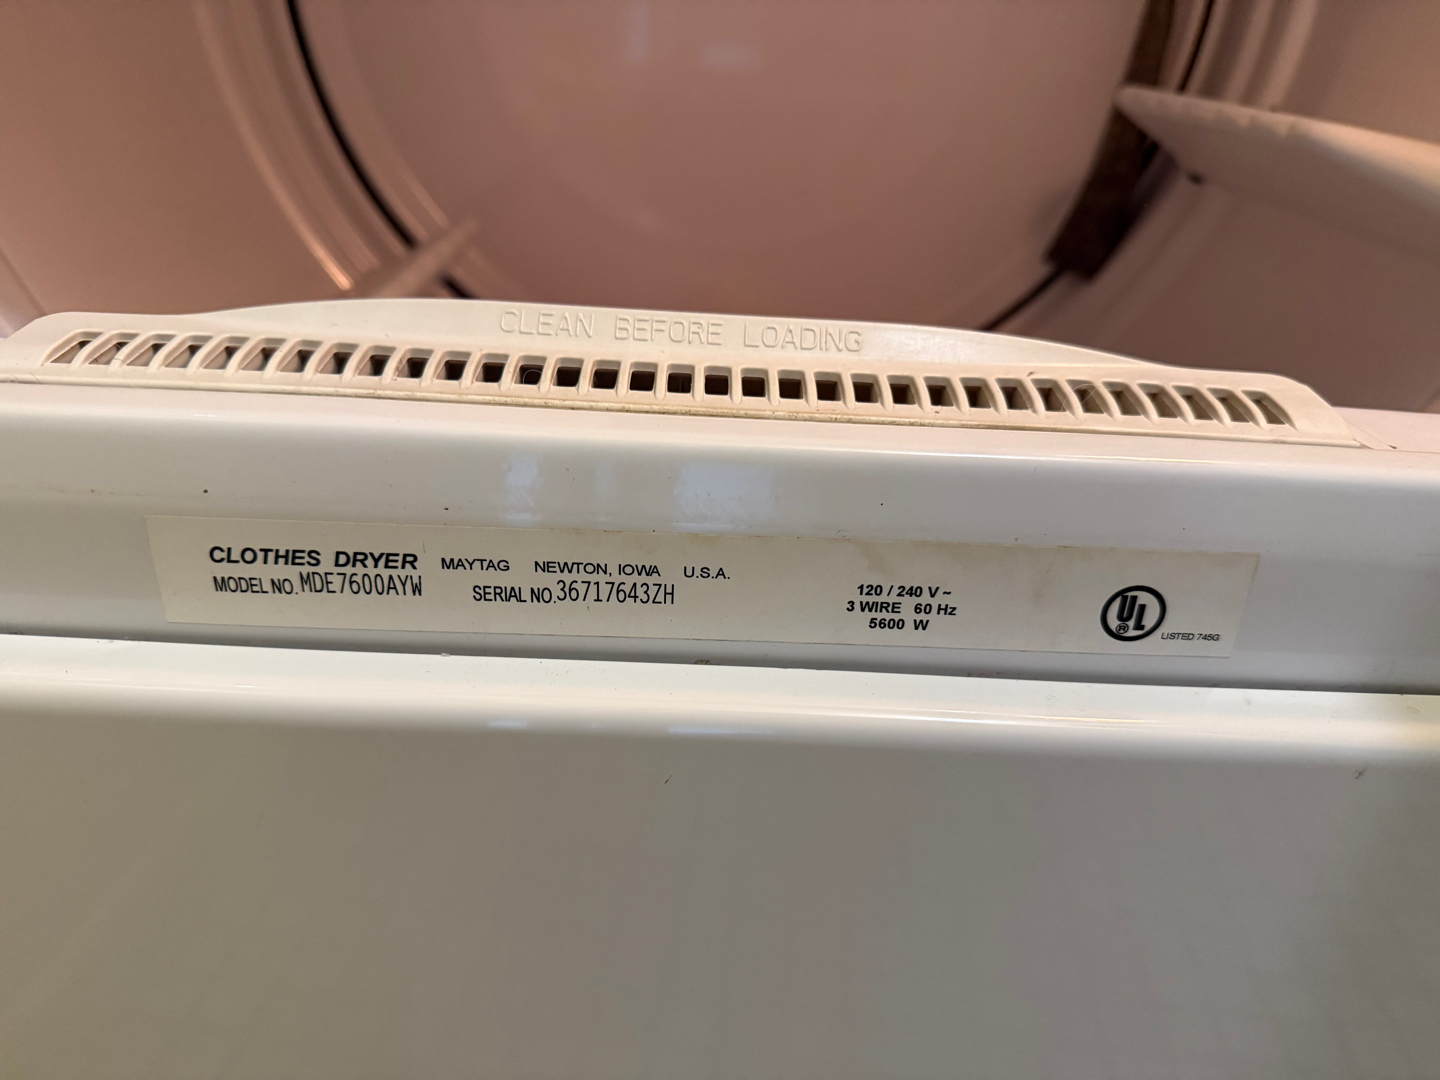 CLEAN BEFORE LOADING
CLOTHES DRYER MAYTAG NEWTON, IOWA U.S.A.
MODEL NO. MDE7600AYW SERIAL NO. 36717643ZH
120 / 240 V ~
3 WIRE 60 Hz
5600 W
UL ®
LISTED 745G